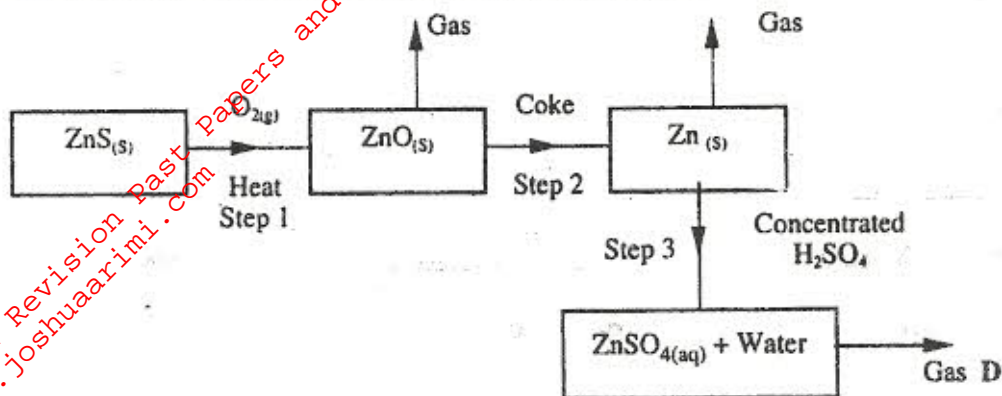 Gas
Gas
O2(g)
Coke
ZnS(S)
ZnO(S)
Zn (S)
Heat
Step 1
Step 2
Step 3
Concentrated
H2SO4
ZnSO4(aq) + Water
Gas D
Revision Past Papers and
.joshuaarimi.com